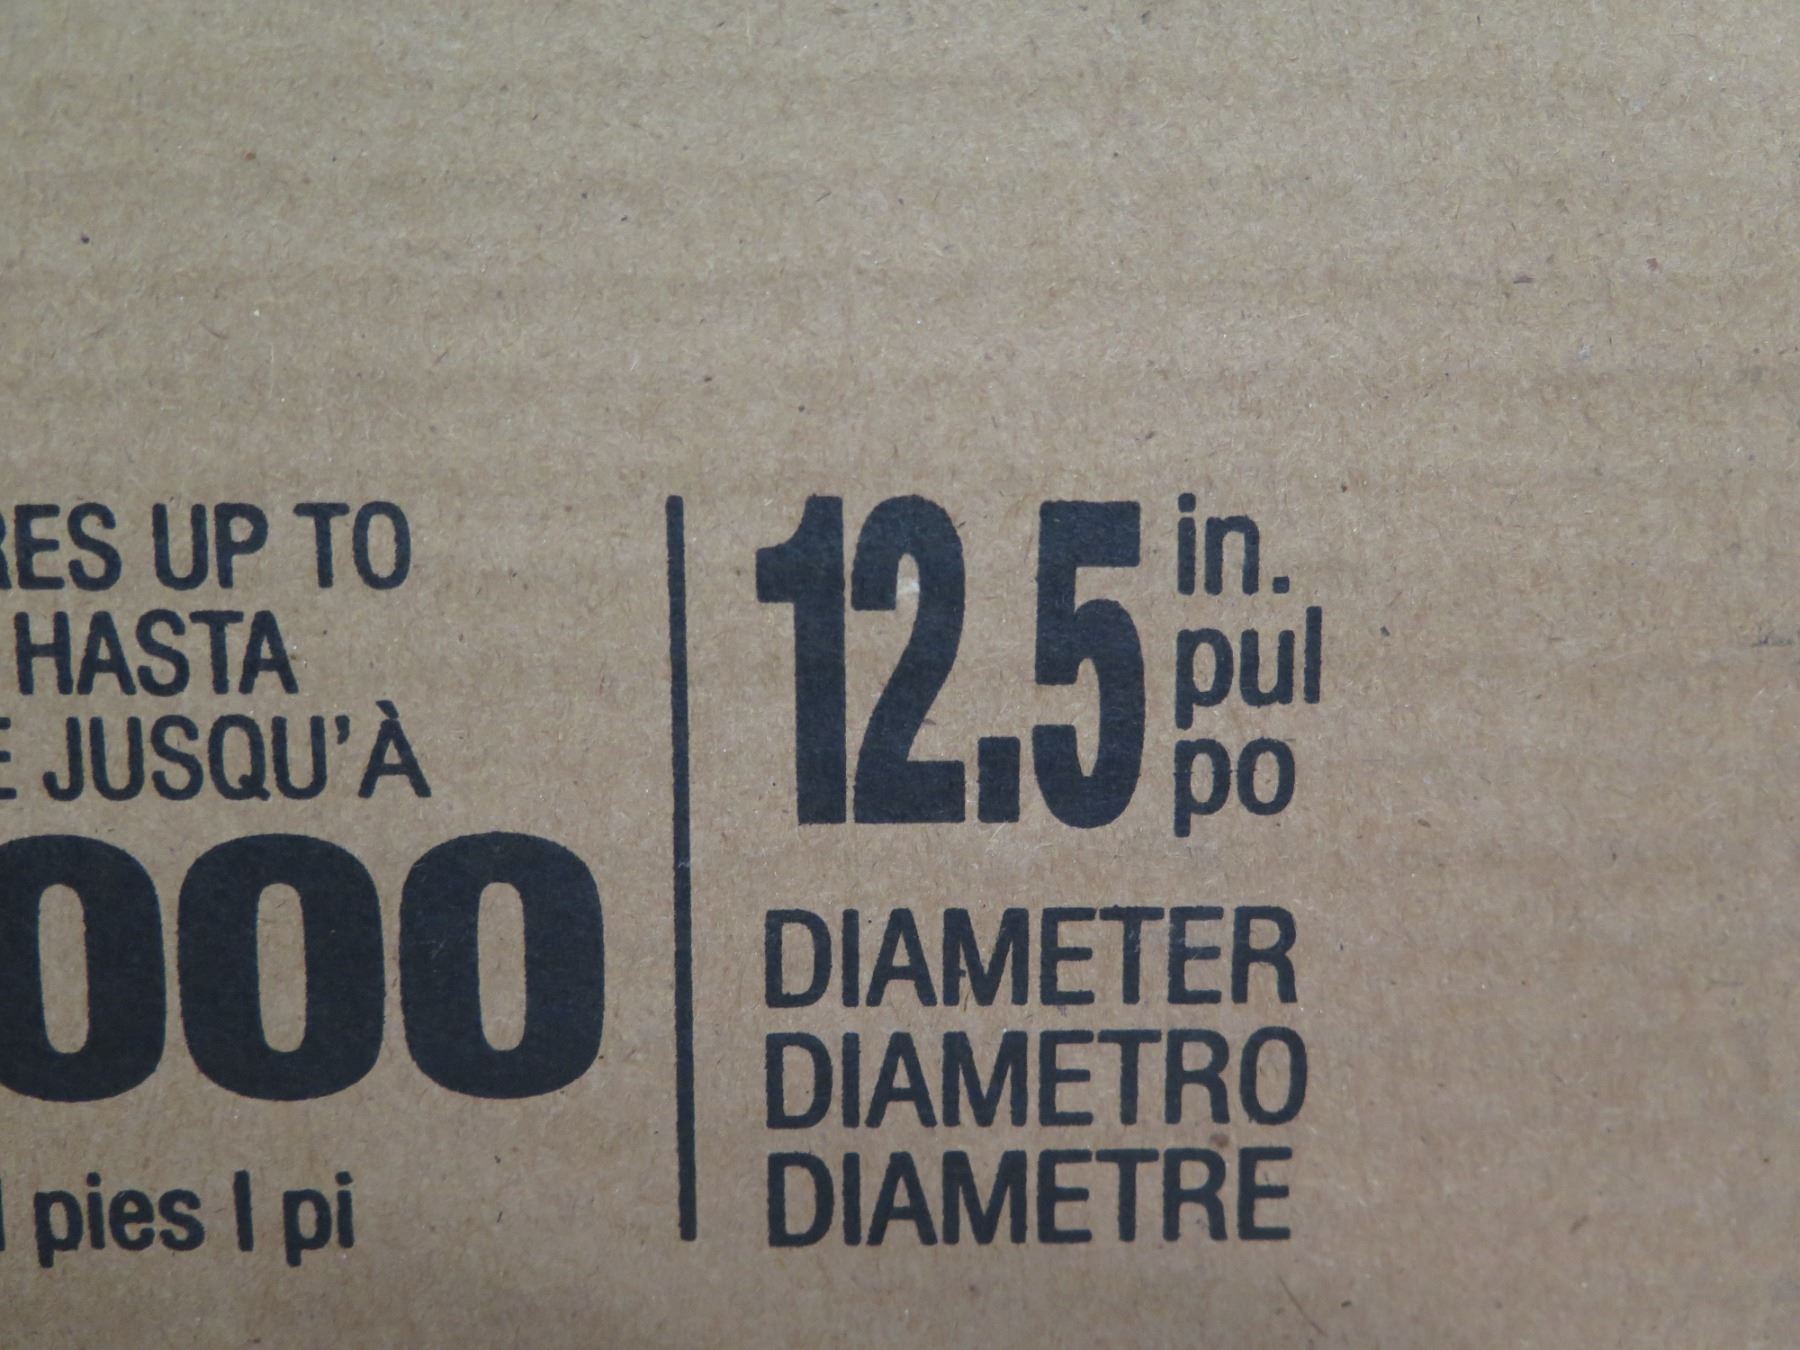 RES UP TO
HASTA
E JUSQU'À
000
pies | pi
12.5 in.
pul
po
DIAMETER
DIAMETRO
DIAMETRE